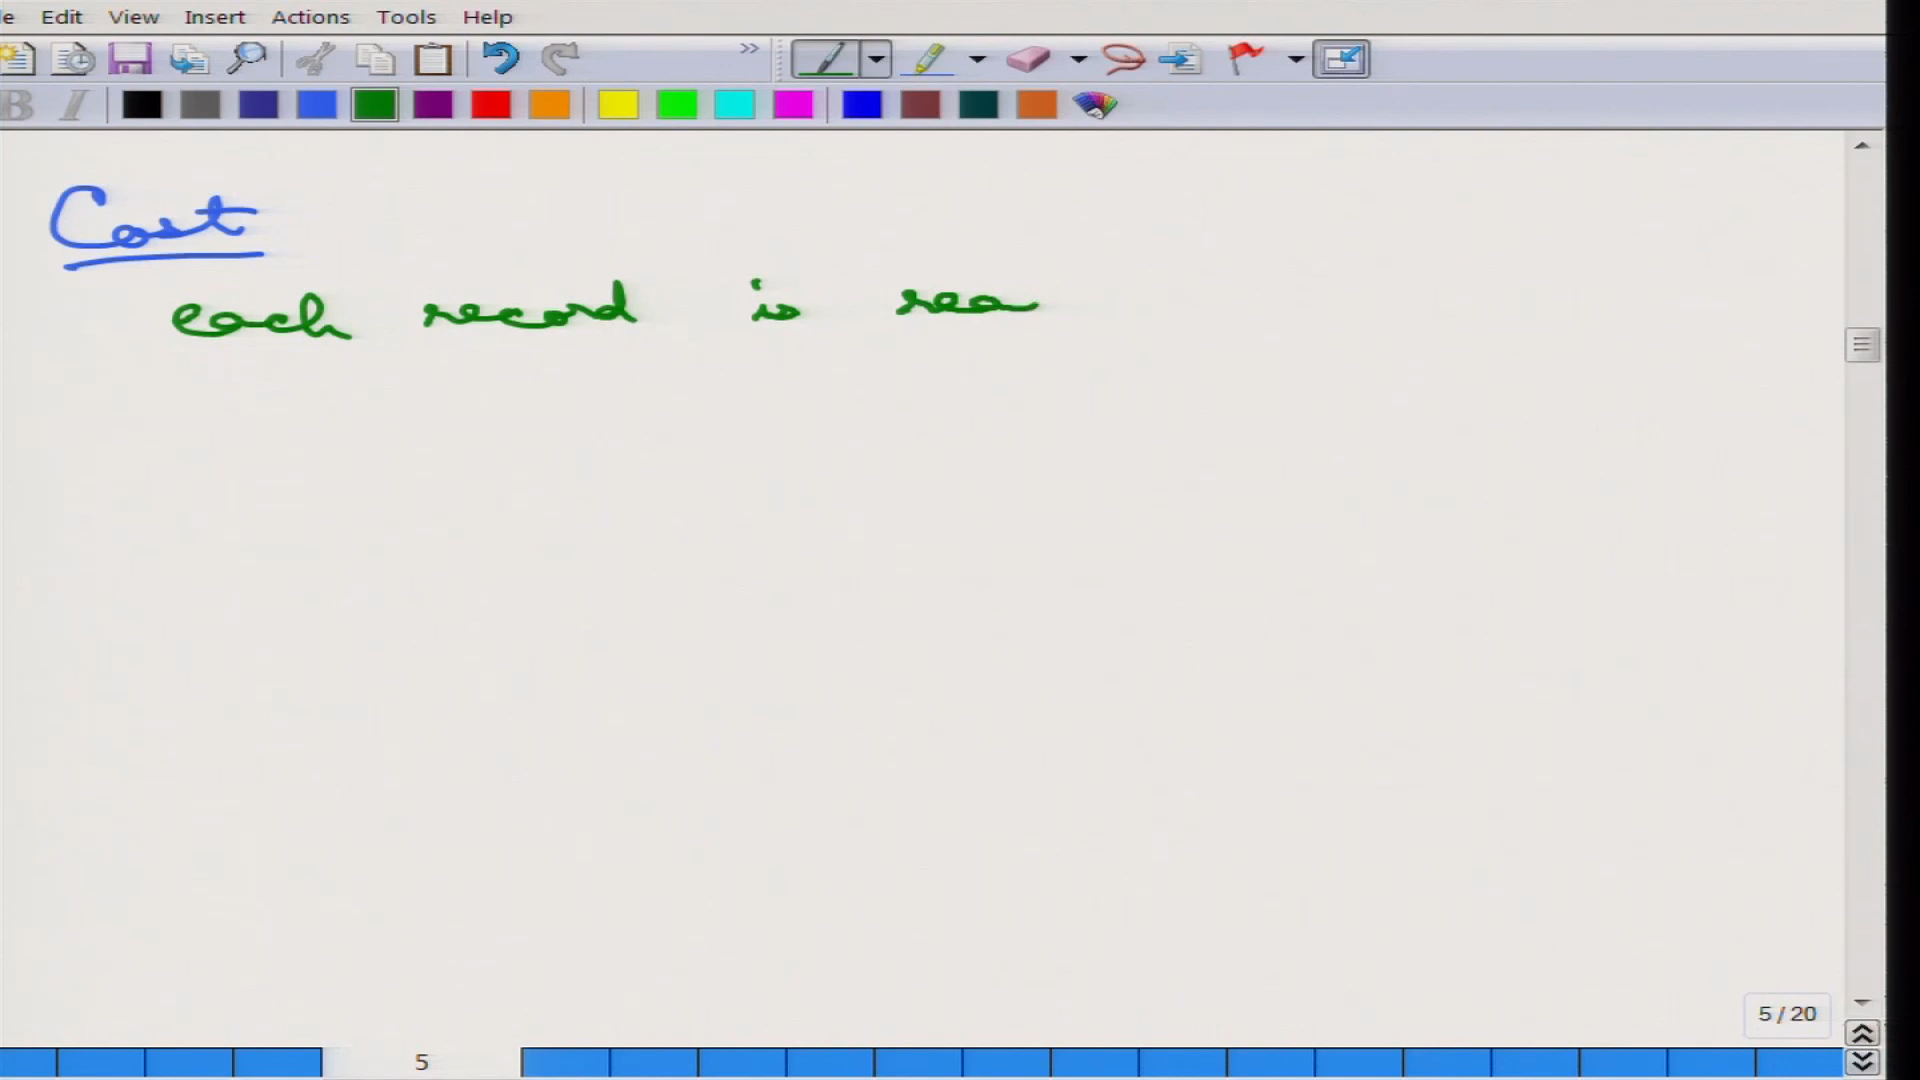 Edit View Insert Actions Tools Help
Cost
each record is rea
5 / 20
5